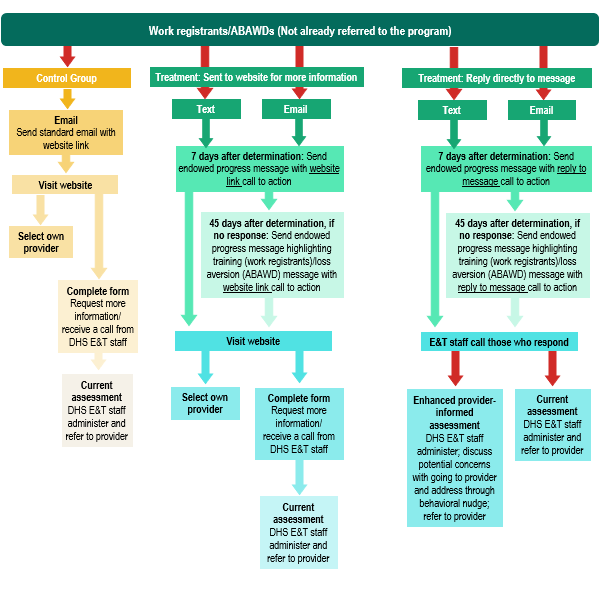 Work registrants/ABAWDs (Not already referred to the program)
Control Group
Email
Send standard email with
website link
Visit website
Select own
provider
Complete form
Request more
information/
receive a call from
DHS E&T staff
Current
assessment
DHS E&T staff
administer and
refer to provider
Treatment: Sent to website for more information
Text
Email
7 days after determination: Send
endowed progress message with website
link call to action
45 days after determination, if
no response: Send endowed
progress message highlighting
training (work registrants)/loss
aversion (ABAWD) message with
website link call to action
Visit website
Select own
provider
Complete form
Request more
information/
receive a call from
DHS E&T staff
Current
assessment
DHS E&T staff
administer and
refer to provider
Treatment: Reply directly to message
Text
Email
7 days after determination: Send
endowed progress message with reply to
message call to action
45 days after determination, if
no response: Send endowed
progress message highlighting
training (work registrants)/loss
aversion (ABAWD) message with
reply to message call to action
E&T staff call those who respond
Enhanced provider-
informed
assessment
DHS E&T staff
administer; discuss
potential concerns
with going to provider
and address through
behavioral nudge;
refer to provider
Current
assessment
DHS E&T staff
administer and
refer to provider